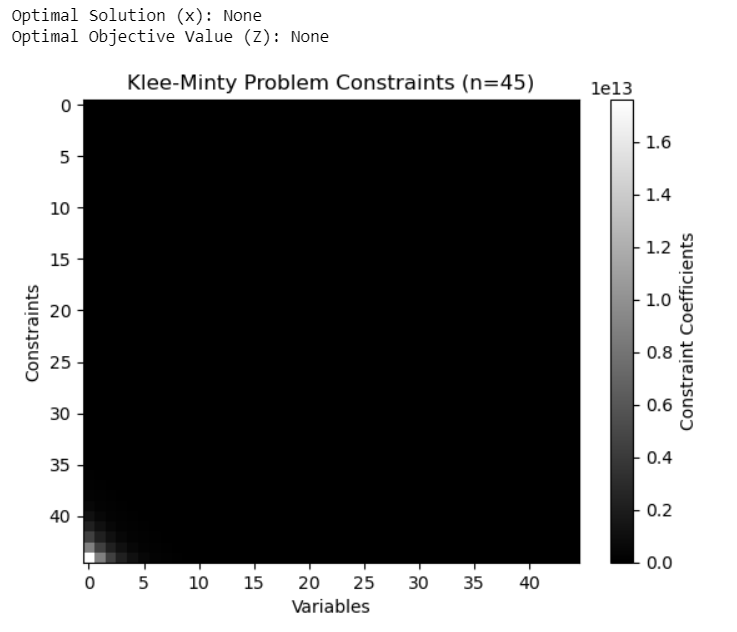 Optimal Solution (x): None
Optimal Objective Value (Z): None
Klee-Minty Problem Constraints (n=45)
1e13
0
5
10
15
20
25
30
35
40
Constraints
0 5 10 15 20 25 30 35 40
Variables
1.6
1.4
1.2
1.0
0.8
0.6
0.4
0.2
0.0
Constraint Coefficients